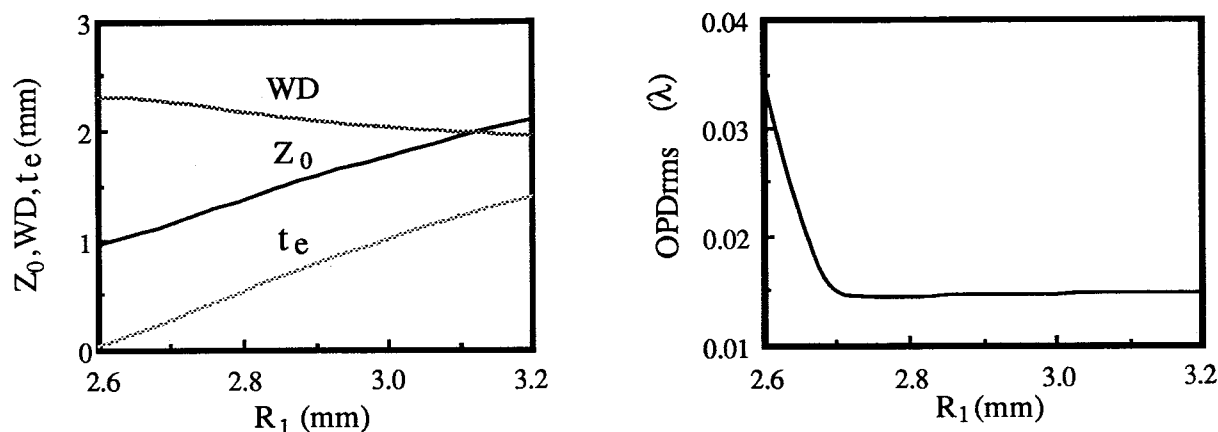 3
2
1
0
Z₀, WD, t e (mm)
WD
Z₀
t e
2.6 2.8 3.0 3.2
R₁ (mm)
0.04
0.03
0.02
0.01
OPDrms (λ)
2.6 2.8 3.0 3.2
R₁(mm)